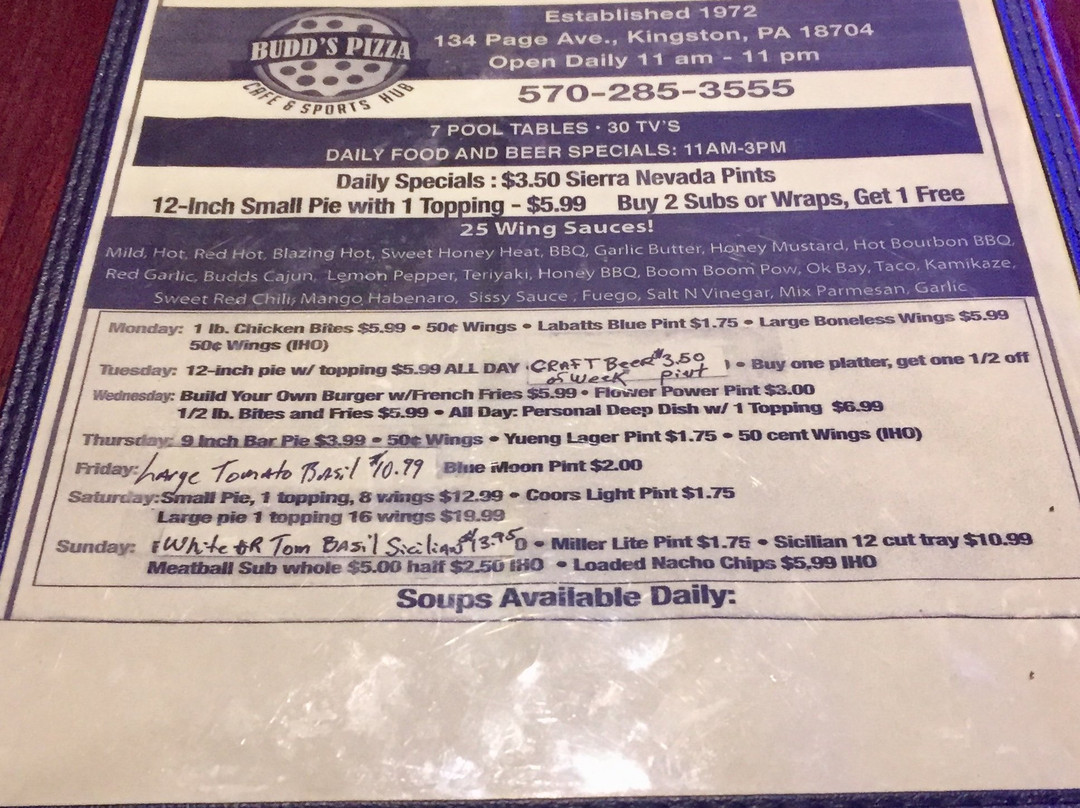 BUDD'S PIZZA
CAFE & SPORTS HUB
Established 1972
134 Page Ave., Kingston, PA 18704
Open Daily 11 am - 11 pm
570-285-3555
7 POOL TABLES · 30 TV'S
DAILY FOOD AND BEER SPECIALS: 11AM-3PM
Daily Specials : $3.50 Sierra Nevada Pints
12-Inch Small Pie with 1 Topping - $5.99 Buy 2 Subs or Wraps, Get 1 Free
25 Wing Sauces!
Mild, Hot, Red Hot, Blazing Hot, Sweet Honey Heat, BBQ, Garlic Butter, Honey Mustard, Hot Bourbon BBQ,
Red Garlic, Budds Cajun, Lemon Pepper, Teriyaki, Honey BBQ, Boom Boom Pow, Ok Bay, Taco, Kamikaze,
Sweet Red Chili, Mango Habenaro, Sissy Sauce , Fuego, Salt N Vinegar, Mix Parmesan, Garlic
Monday: 1 lb. Chicken Bites $5.99 • 50¢ Wings • Labatts Blue Pint $1.75 • Large Boneless Wings $5.99
50¢ Wings (IHO)
Tuesday: 12-inch pie w/ topping $5.99 ALL DAY CRAFT Beer $3.50 • Buy one platter, get one 1/2 off
of Week pint
Wednesday: Build Your Own Burger w/French Fries $5.99 • Flower Power Pint $3.00
1/2 lb. Bites and Fries $5.99 • All Day: Personal Deep Dish w/ 1 Topping $6.99
Thursday: 9 Inch Bar Pie $3.99 • 50¢ Wings • Yueng Lager Pint $1.75 • 50 cent Wings (IHO)
Friday: Large Tomato Basil $10.99 Blue Moon Pint $2.00
Saturday: Small Pie, 1 topping, 8 wings $12.99 • Coors Light Pint $1.75
Large pie 1 topping 16 wings $19.99
Sunday: White OR Tom BASil Sicilian $13.95 • Miller Lite Pint $1.75 • Sicilian 12 cut tray $10.99
Meatball Sub whole $5.00 half $2.50 IHO • Loaded Nacho Chips $5.99 IHO
Soups Available Daily: